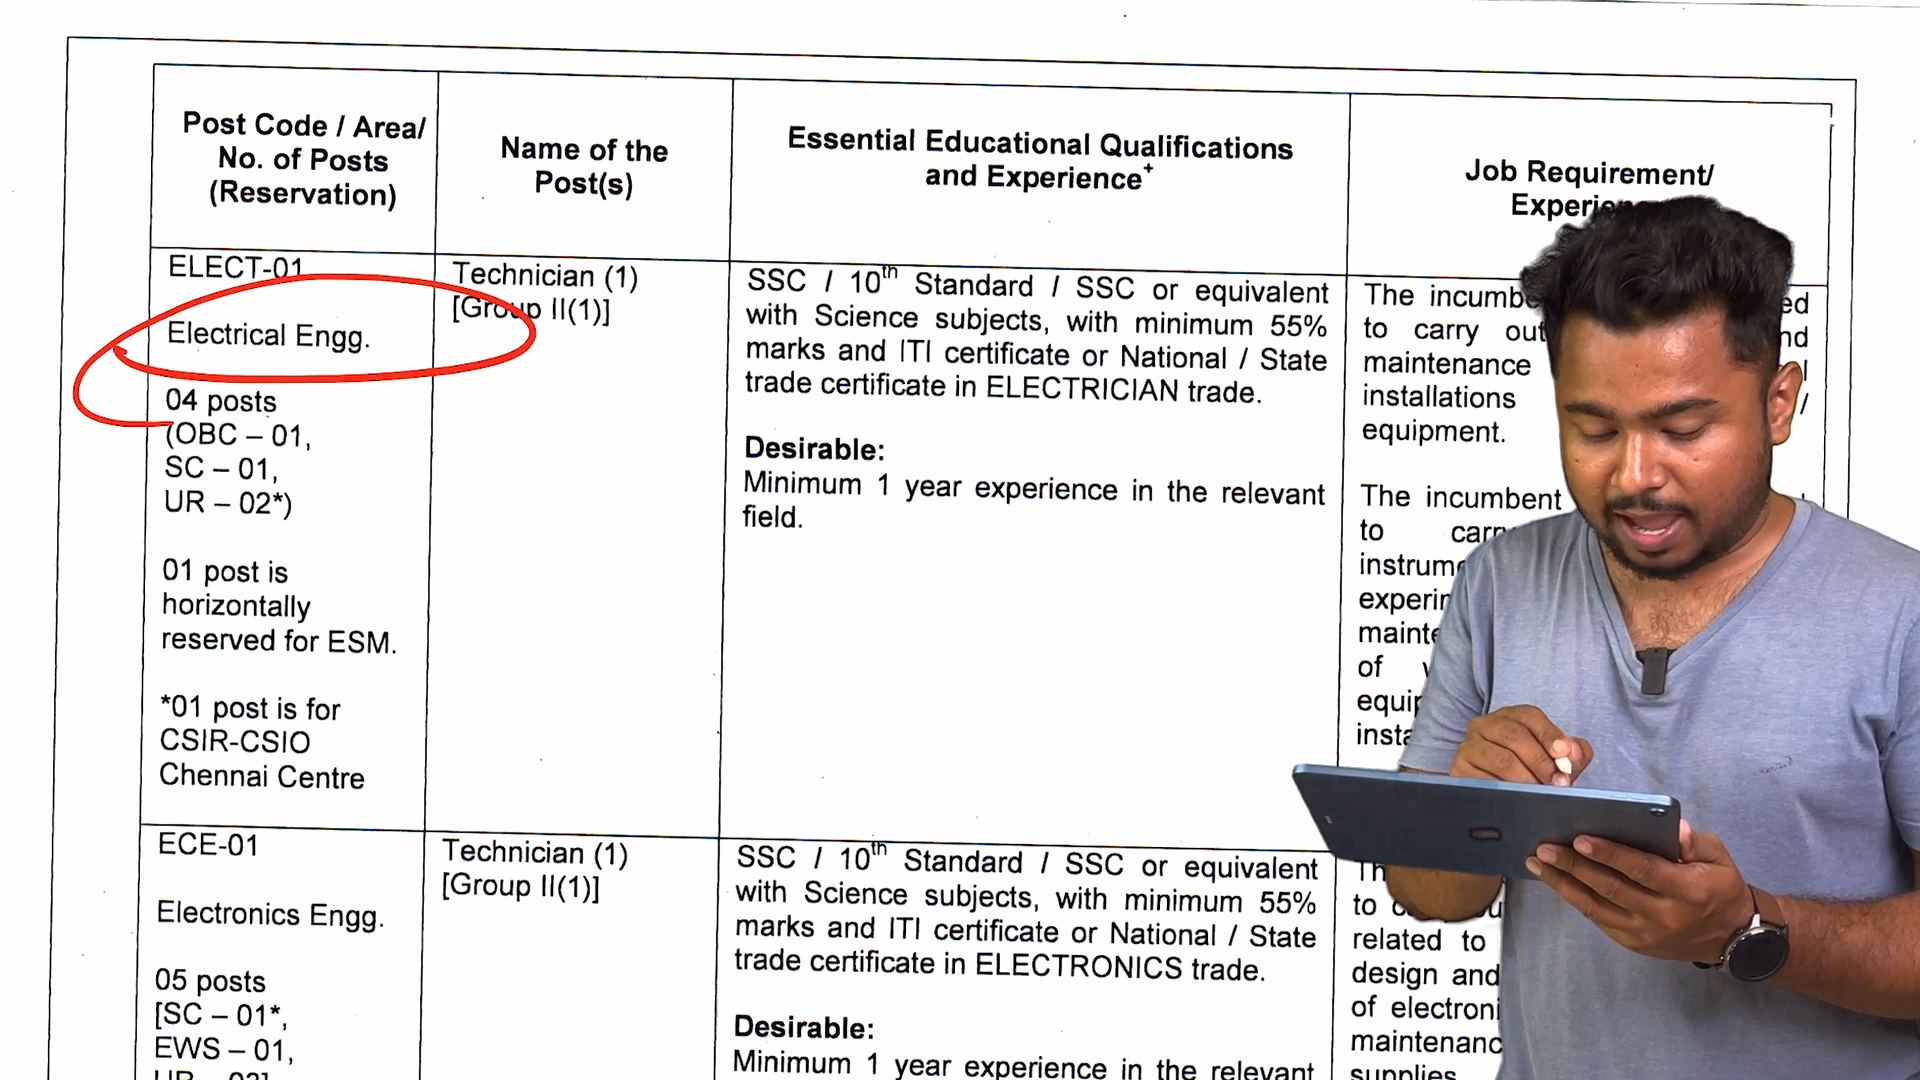 Post Code / Area/
No. of Posts
(Reservation)
Name of the
Post(s)
Essential Educational Qualifications
and Experience+
Job Requirement/
ELECT-01
Electrical Engg.
04 posts
(OBC – 01,
SC – 01,
UR – 02*)
01 post is
horizontally
reserved for ESM.
*01 post is for
CSIR-CSIO
Chennai Centre
Technician (1)
[Group II(1)]
SSC / 10th Standard / SSC or equivalent
with Science subjects, with minimum 55%
marks and ITI certificate or National / State
trade certificate in ELECTRICIAN trade.
Desirable:
Minimum 1 year experience in the relevant
field.
The
to carry out
maintenance
installations /
equipment.
The incumbent
to
of
ECE-01
Electronics Engg.
05 posts
[SC – 01*,
EWS – 01,
Technician (1)
[Group II(1)]
SSC / 10th Standard / SSC or equivalent
with Science subjects, with minimum 55%
marks and ITI certificate or National / State
trade certificate in ELECTRONICS trade.
Desirable:
Minimum 1 year experience in the relevant
to
related to
design and
of
supplies